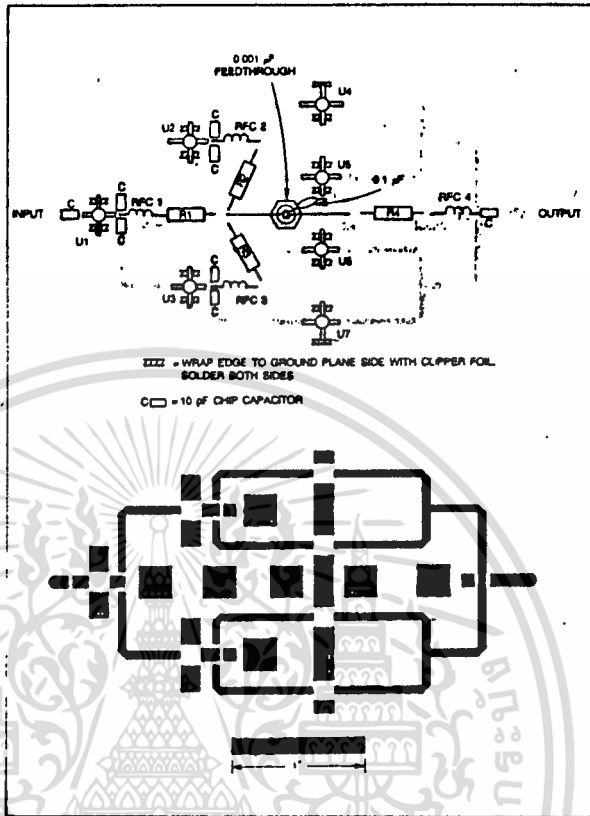 0.001 µF
FEEDTHROUGH
U4
C
U2
RFC 2
C
R2
U5
0.1 µF
C
RFC 1
RFC 4
INPUT
C
R1
R4
C
OUTPUT
U1
C
U6
C
U3
RFC 3
C
U7
= WRAP EDGE TO GROUND PLANE SIDE WITH CLIPPER FOIL.
SOLDER BOTH SIDES
C = 10 pF CHIP CAPACITOR
1"